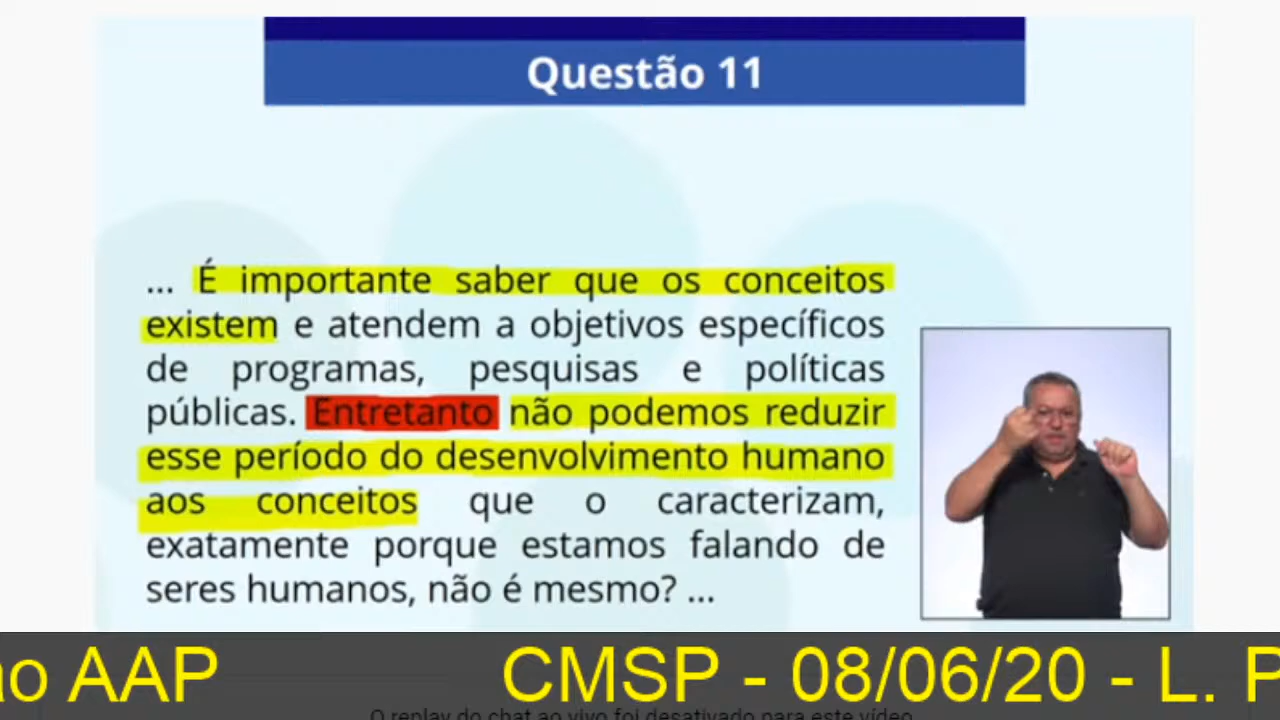 Questão 11
... É importante saber que os conceitos
existem e atendem a objetivos específicos
de programas, pesquisas e políticas
públicas. Entretanto não podemos reduzir
esse período do desenvolvimento humano
aos conceitos que o caracterizam,
exatamente porque estamos falando de
seres humanos, não é mesmo? ...
ão AAP CMSP - 08/06/20 - L. P
O replay do chat ao vivo foi desativado para este vídeo.